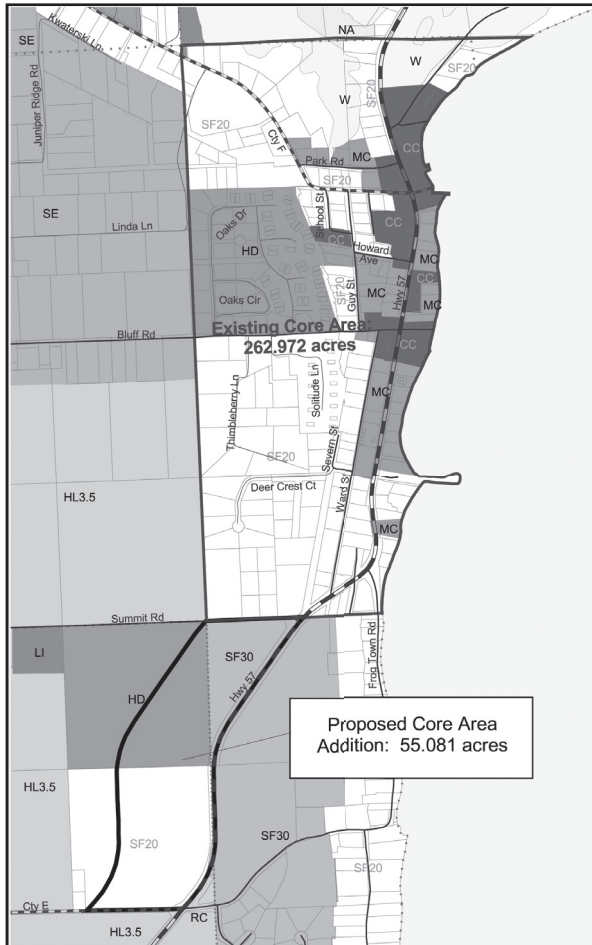 Kwaterski Ln
SE
Juniper Ridge Rd
NA
W
SF20
SF20
W
SF20
Cty F
CC
Park Rd
MC
SF20
SE
Linda Ln
Oaks Dr
HD
School St
CC
CC
Howard
Ave
MC
CC
MC
Hwy 57
Oaks Cir
SF20
Guy St
MC
Existing Core Area:
262.972 acres
Bluff Rd
CC
Thimbleberry Ln
Solitude Ln
MC
SF20
Severn St
Deer Crest Ct
Ward St
HL3.5
MC
Summit Rd
LI
SF30
Hwy 57
Frog Town Rd
HD
Proposed Core Area
Addition: 55.081 acres
HL3.5
SF20
SF30
SF20
Cty E
RC
HL3.5